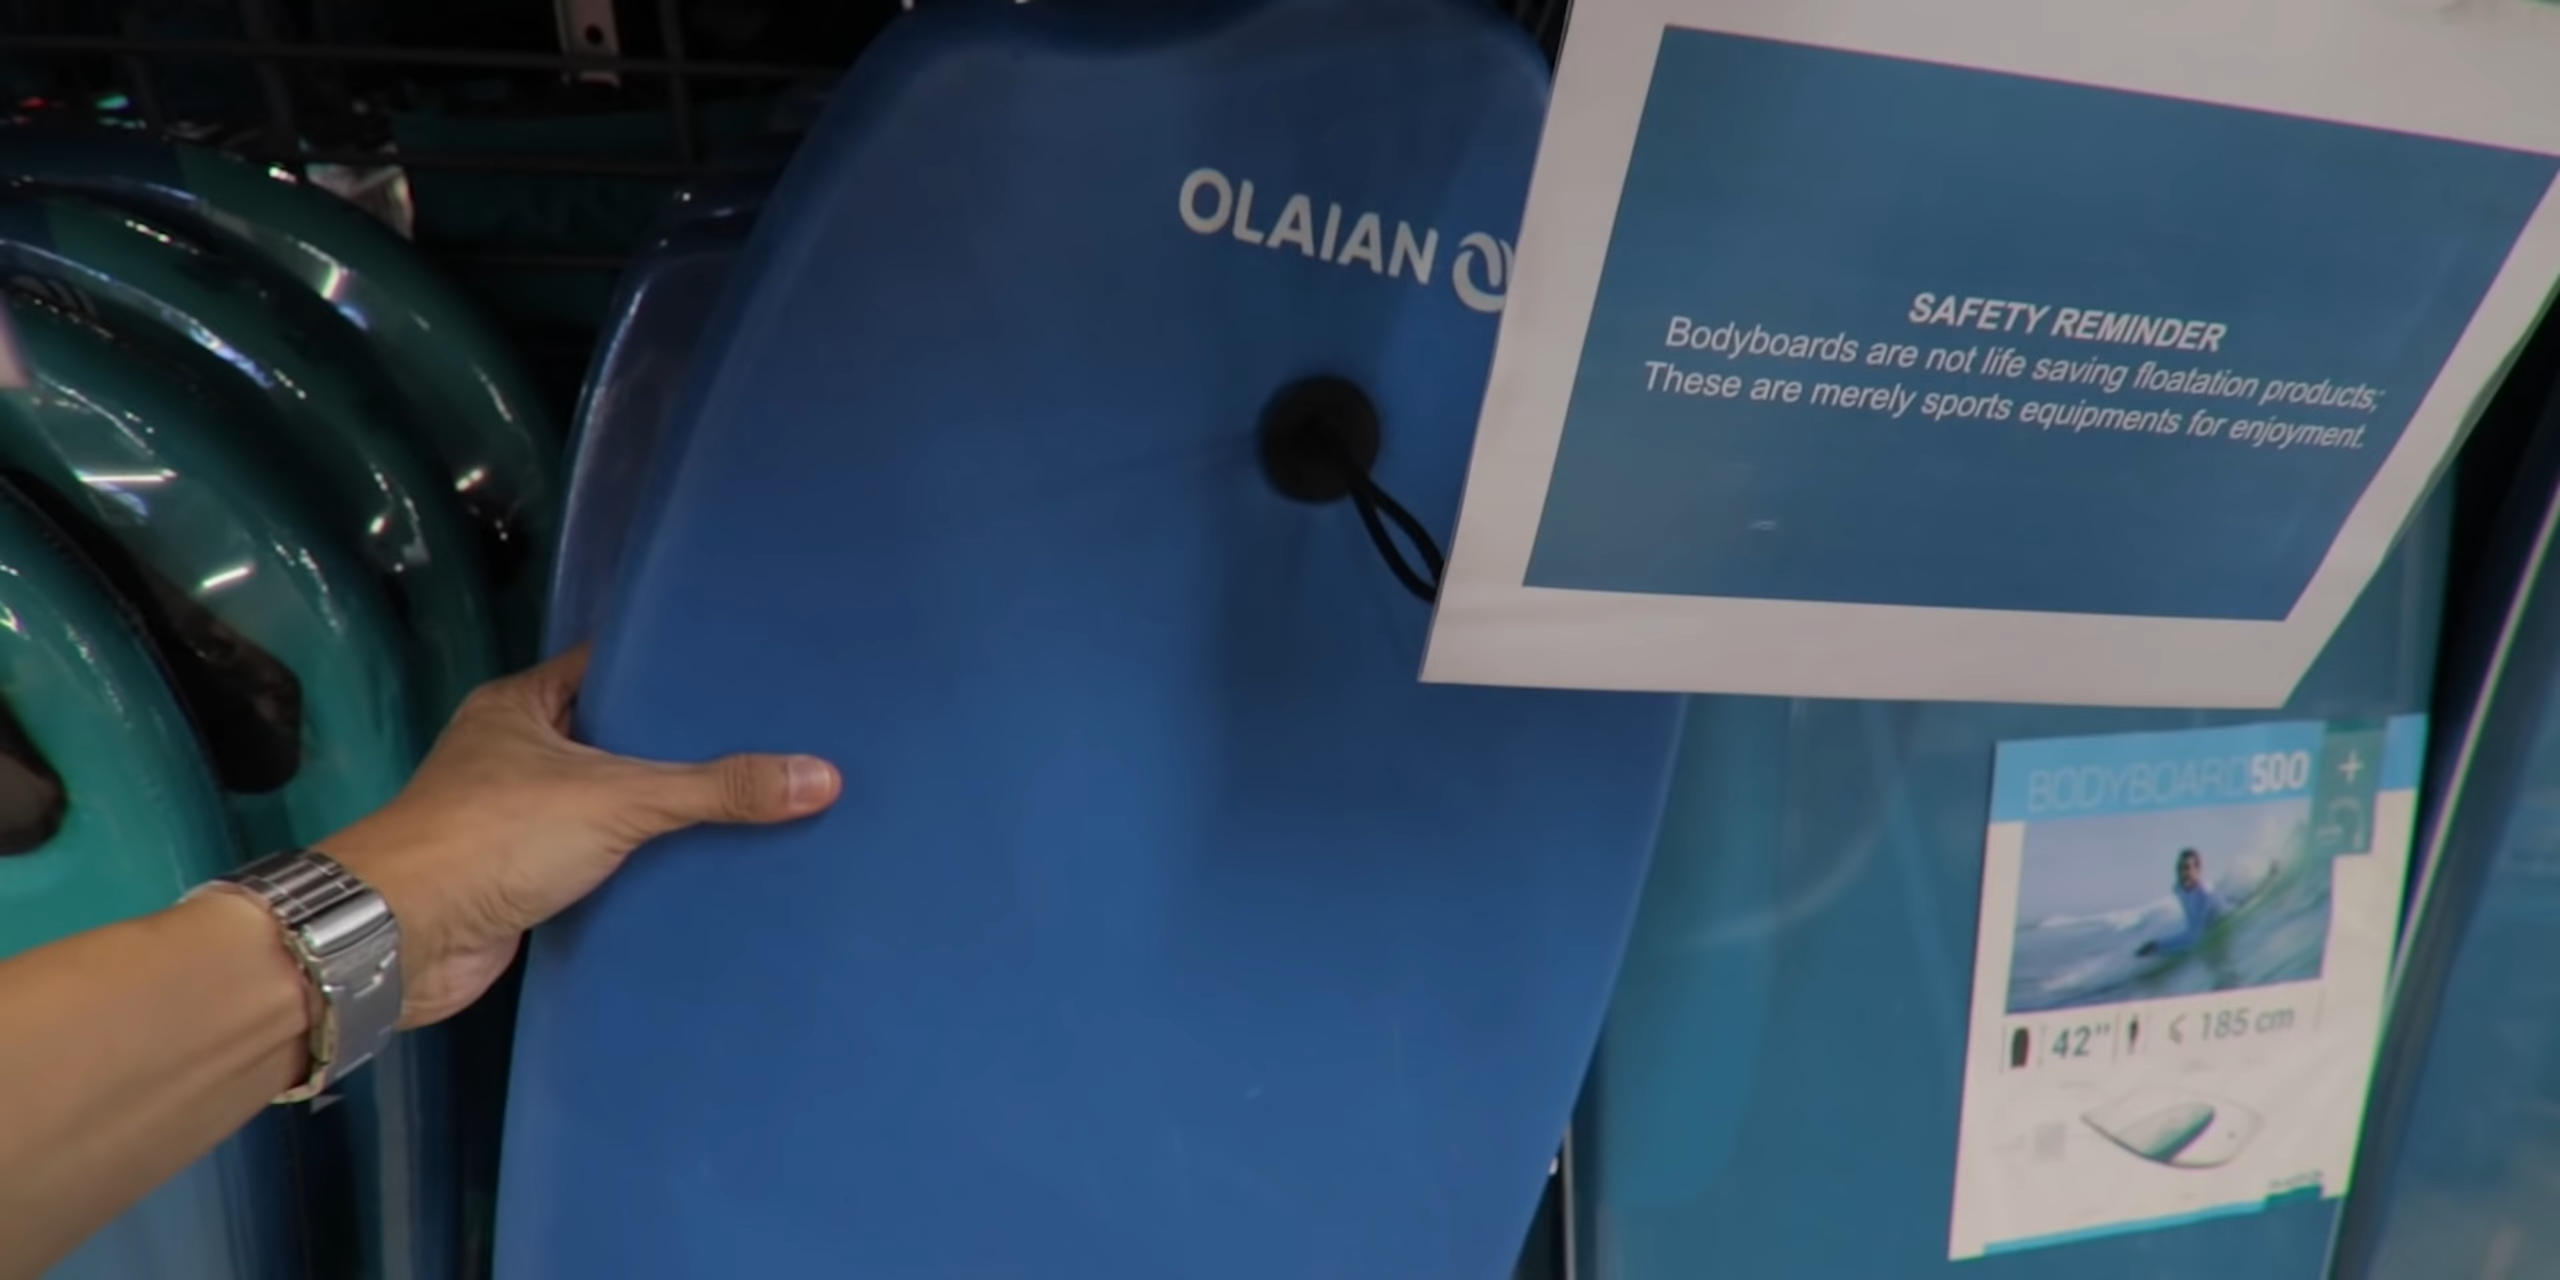 OLAIAN
SAFETY REMINDER
Bodyboards are not life saving floatation products;
These are merely sports equipments for enjoyment.
BODYBOARD500
42" < 185 cm